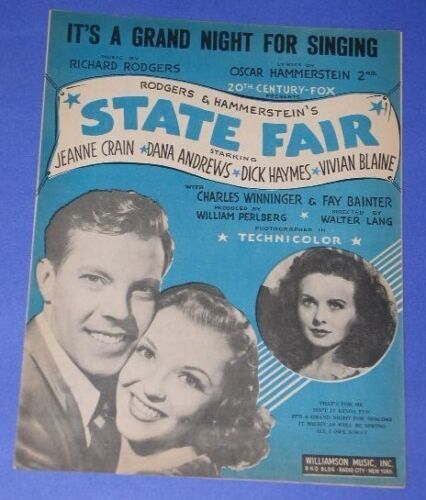 IT'S A GRAND NIGHT FOR SINGING
MUSIC BY
RICHARD RODGERS
LYRICS BY
OSCAR HAMMERSTEIN 2ND.
20TH CENTURY-FOX
PRESENTS
RODGERS & HAMMERSTEIN'S
STATE FAIR
STARRING
JEANNE CRAIN ★ DANA ANDREWS ★ DICK HAYMES ★ VIVIAN BLAINE
WITH CHARLES WINNINGER & FAY BAINTER
PRODUCED BY
WILLIAM PERLBERG
DIRECTED BY
WALTER LANG
PHOTOGRAPHED IN
★ TECHNICOLOR ★
THAT'S FOR ME
ISN'T IT KINDA FUN
IT'S A GRAND NIGHT FOR SINGING
IT MIGHT AS WELL BE SPRING
ALL I OWE IOWAY
WILLIAMSON MUSIC, INC.
RKO BLDG · RADIO CITY · NEW YORK